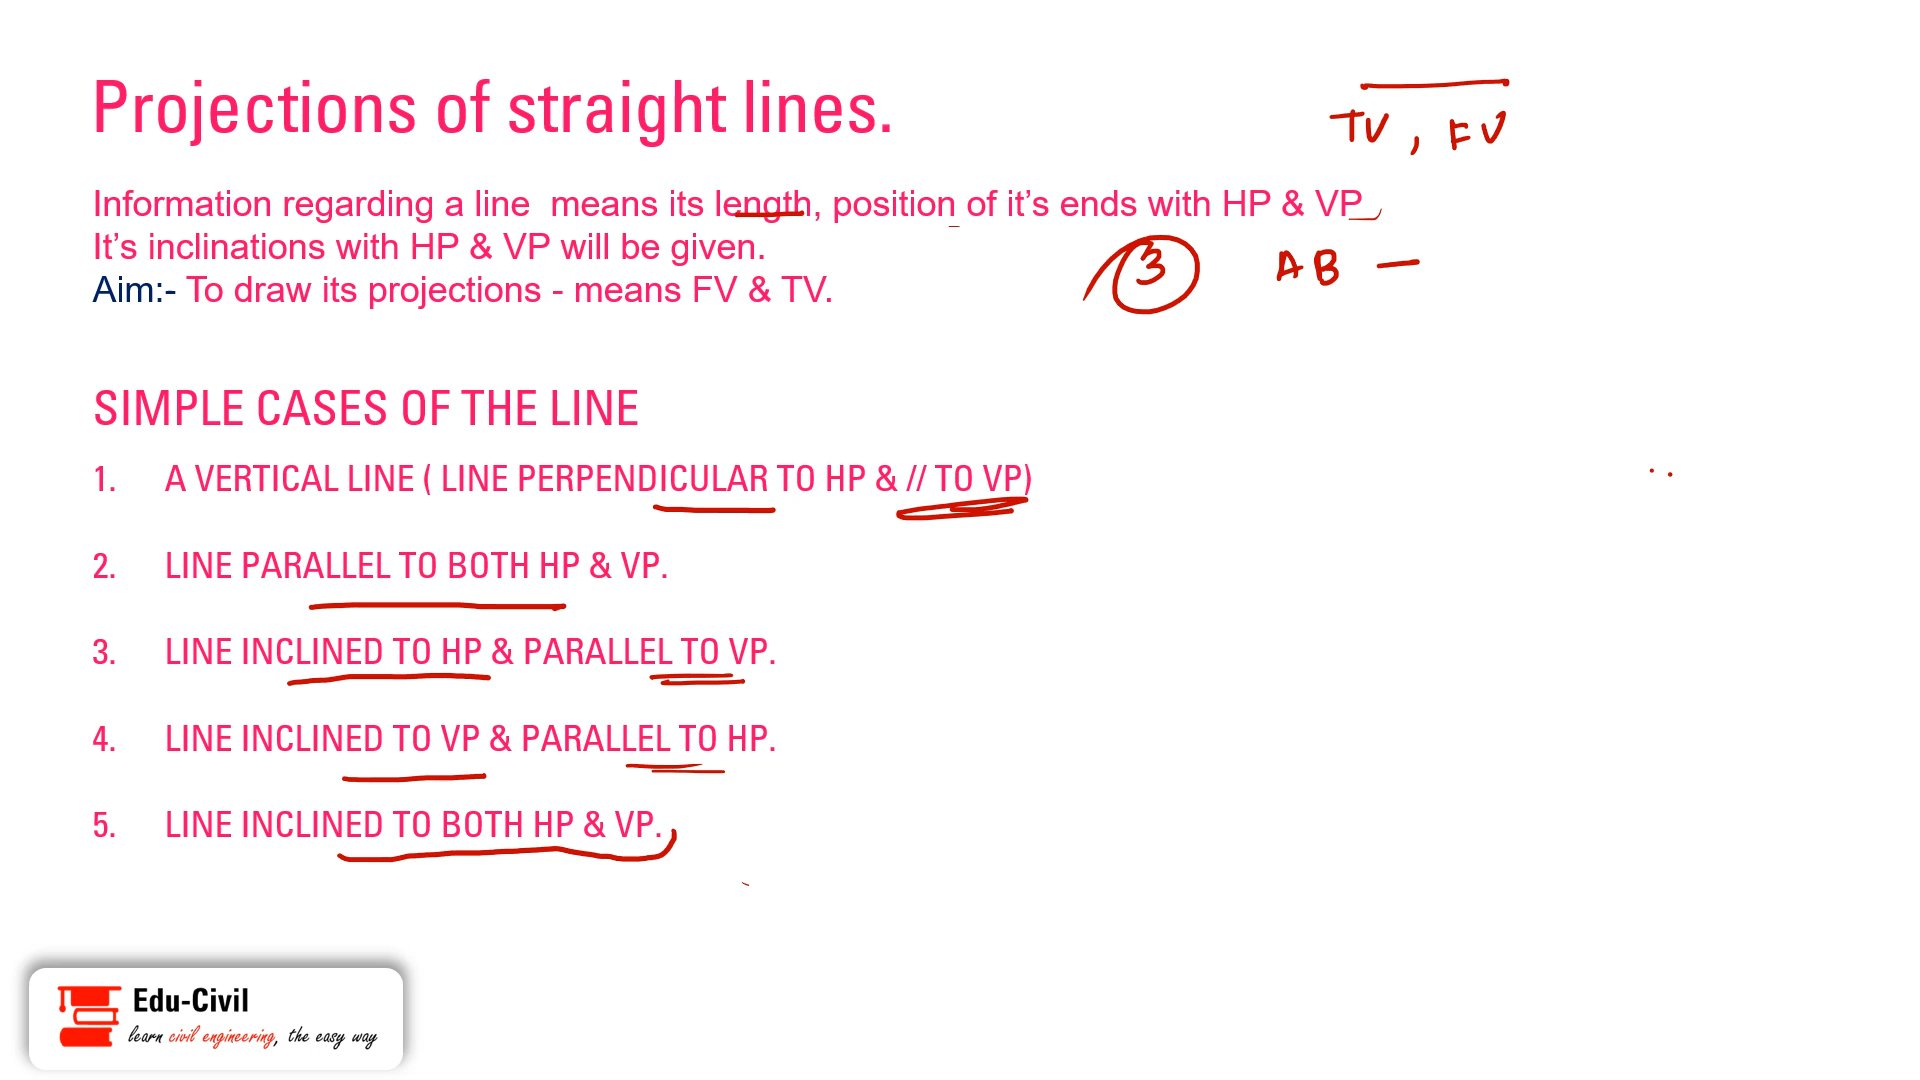 Projections of straight lines.
TV, FV
Information regarding a line means its length, position of it's ends with HP & VP
It's inclinations with HP & VP will be given.
3 AB —
Aim:- To draw its projections - means FV & TV.
SIMPLE CASES OF THE LINE
1. A VERTICAL LINE ( LINE PERPENDICULAR TO HP & // TO VP)
2. LINE PARALLEL TO BOTH HP & VP.
3. LINE INCLINED TO HP & PARALLEL TO VP.
4. LINE INCLINED TO VP & PARALLEL TO HP.
5. LINE INCLINED TO BOTH HP & VP.
Edu-Civil
learn civil engineering, the easy way